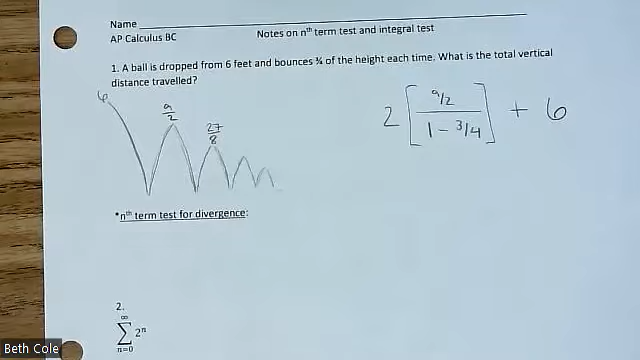 Name
AP Calculus BC
Notes on nth term test and integral test
1. A ball is dropped from 6 feet and bounces ¾ of the height each time. What is the total vertical
distance travelled?
6
9/2
27/8
2 [ 9/2 / 1 - 3/4 ] + 6
*nth term test for divergence:
2.
∞
∑ 2ⁿ
n=0
Beth Cole